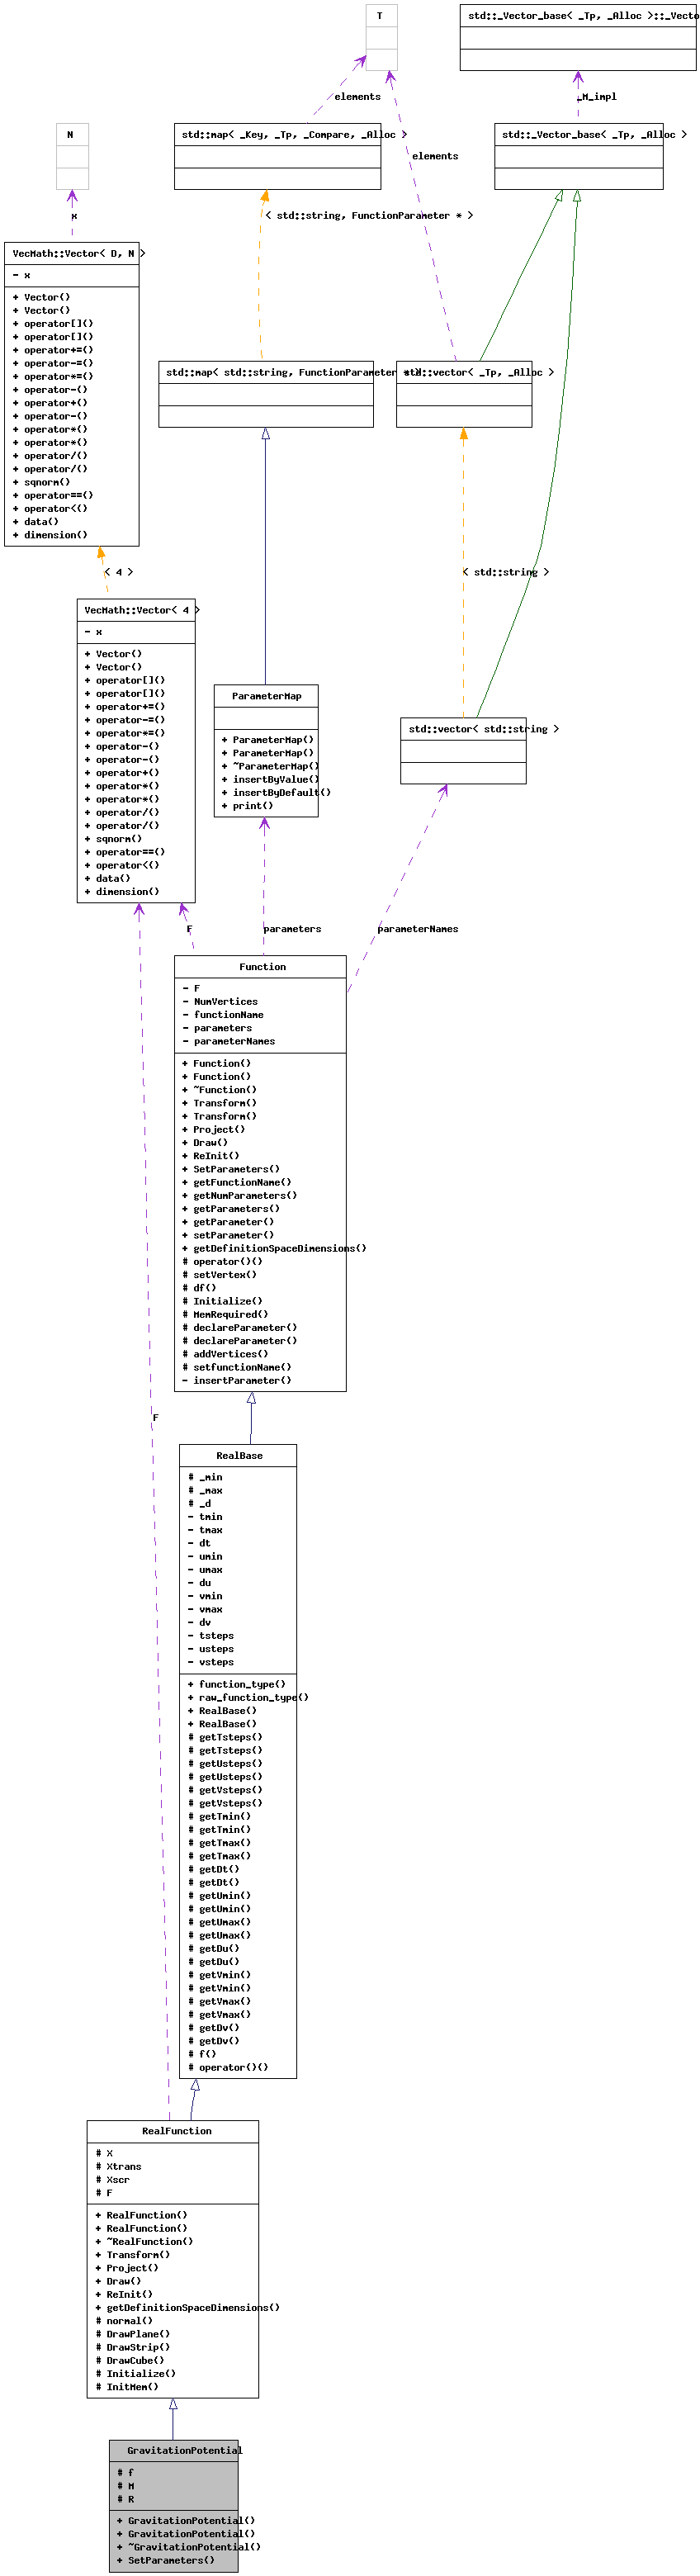 T
std::_Vector_base< _Tp, _Alloc >::_Vecto
elements
_M_impl
N
std::map< _Key, _Tp, _Compare, _Alloc >
std::_Vector_base< _Tp, _Alloc >
elements
x
< std::string, FunctionParameter * >
VecMath::Vector< D, N >
- x
+ Vector()
+ Vector()
+ operator[]()
+ operator[]()
+ operator+=()
+ operator-=()
+ operator*=()
+ operator-()
+ operator+()
+ operator-()
+ operator*()
+ operator*()
+ operator/()
+ operator/()
+ sqnorm()
+ operator==()
+ operator<()
+ data()
+ dimension()
std::map< std::string, FunctionParameter * >
std::vector< _Tp, _Alloc >
< 4 >
< std::string >
VecMath::Vector< 4 >
- x
+ Vector()
+ Vector()
+ operator[]()
+ operator[]()
+ operator+=()
+ operator-=()
+ operator*=()
+ operator-()
+ operator-()
+ operator+()
+ operator*()
+ operator*()
+ operator/()
+ operator/()
+ sqnorm()
+ operator==()
+ operator<()
+ data()
+ dimension()
ParameterMap
+ ParameterMap()
+ ParameterMap()
+ ~ParameterMap()
+ insertByValue()
+ insertByDefault()
+ print()
std::vector< std::string >
F
parameters
parameterNames
Function
- F
- NumVertices
- functionName
- parameters
- parameterNames
+ Function()
+ Function()
+ ~Function()
+ Transform()
+ Transform()
+ Project()
+ Draw()
+ ReInit()
+ SetParameters()
+ getFunctionName()
+ getNumParameters()
+ getParameters()
+ getParameter()
+ setParameter()
+ getDefinitionSpaceDimensions()
# operator()()
# setVertex()
# df()
# Initialize()
# MemRequired()
# declareParameter()
# declareParameter()
# addVertices()
# setfunctionName()
- insertParameter()
F
RealBase
# _min
# _max
# _d
- tmin
- tmax
- dt
- umin
- umax
- du
- vmin
- vmax
- dv
- tsteps
- usteps
- vsteps
+ function_type()
+ raw_function_type()
+ RealBase()
+ RealBase()
# getTsteps()
# getTsteps()
# getUsteps()
# getUsteps()
# getVsteps()
# getVsteps()
# getTmin()
# getTmin()
# getTmax()
# getTmax()
# getDt()
# getDt()
# getUmin()
# getUmin()
# getUmax()
# getUmax()
# getDu()
# getDu()
# getVmin()
# getVmin()
# getVmax()
# getVmax()
# getDv()
# getDv()
# f()
# operator()()
RealFunction
# X
# Xtrans
# Xscr
# F
+ RealFunction()
+ RealFunction()
+ ~RealFunction()
+ Transform()
+ Project()
+ Draw()
+ ReInit()
+ getDefinitionSpaceDimensions()
# normal()
# DrawPlane()
# DrawStrip()
# DrawCube()
# Initialize()
# InitMem()
GravitationPotential
# f
# M
# R
+ GravitationPotential()
+ GravitationPotential()
+ ~GravitationPotential()
+ SetParameters()